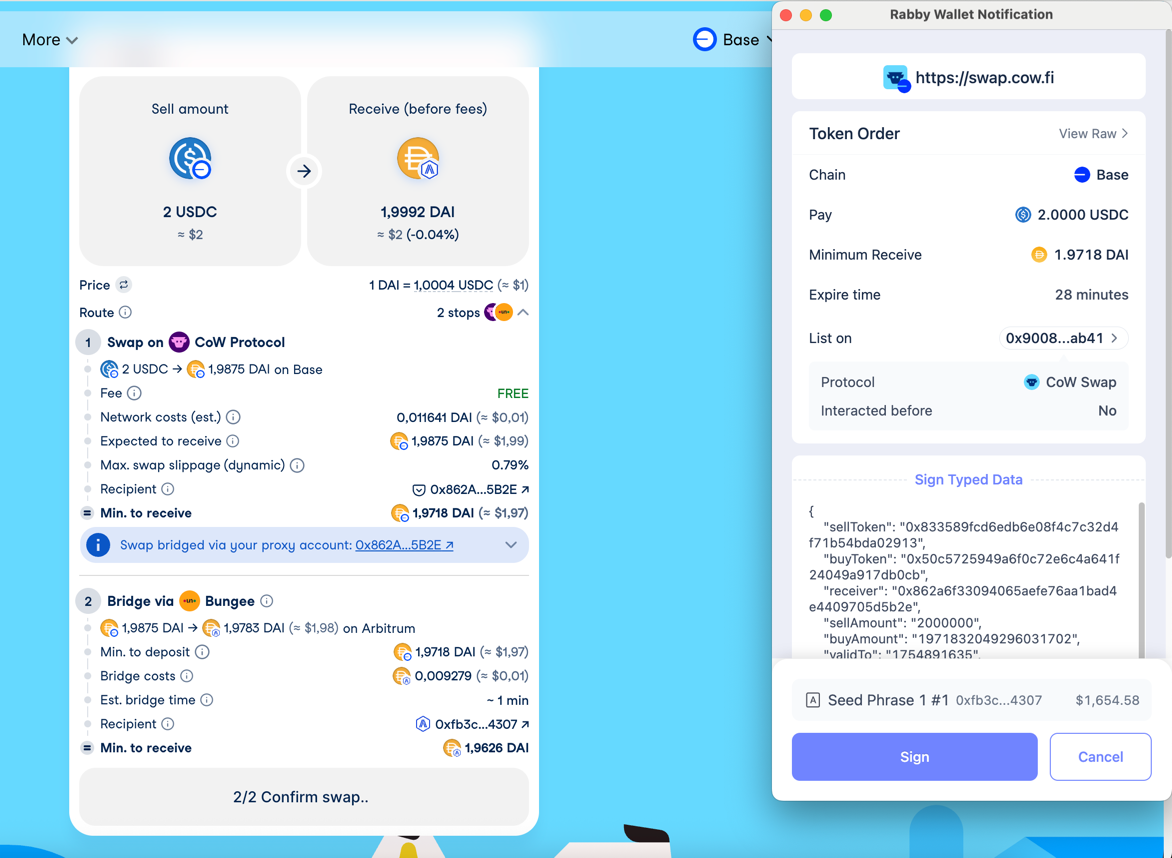 More
Base
Sell amount
Receive (before fees)
2 USDC
1,9992 DAI
≈ $2
≈ $2 (-0.04%)
Price
1 DAI = 1,0004 USDC (≈ $1)
Route
2 stops
1 Swap on CoW Protocol
2 USDC → 1,9875 DAI on Base
Fee
FREE
Network costs (est.)
0,011641 DAI (≈ $0,01)
Expected to receive
1,9875 DAI (≈ $1,99)
Max. swap slippage (dynamic)
0.79%
Recipient
0x862A...5B2E ↗
Min. to receive
1,9718 DAI (≈ $1,97)
Swap bridged via your proxy account: 0x862A...5B2E ↗
2 Bridge via Bungee
1,9875 DAI → 1,9783 DAI (≈ $1,98) on Arbitrum
Min. to deposit
1,9718 DAI (≈ $1,97)
Bridge costs
0,009279 (≈ $0,01)
Est. bridge time
~ 1 min
Recipient
0xfb3c...4307 ↗
Min. to receive
1,9626 DAI
2/2 Confirm swap..
Rabby Wallet Notification
https://swap.cow.fi
Token Order
View Raw
Chain
Base
Pay
2.0000 USDC
Minimum Receive
1.9718 DAI
Expire time
28 minutes
List on
0x9008...ab41
Protocol
CoW Swap
Interacted before
No
Sign Typed Data
{
"sellToken": "0x833589fcd6edb6e08f4c7c32d4
f71b54bda02913",
"buyToken": "0x50c5725949a6f0c72e6c4a641f
24049a917db0cb",
"receiver": "0x862a6f33094065aefe76aa1bad4
e4409705d5b2e",
"sellAmount": "2000000",
"buyAmount": "1971832049296031702",
"validTo": "1754891635",
Seed Phrase 1 #1 0xfb3c...4307
$1,654.58
Sign
Cancel